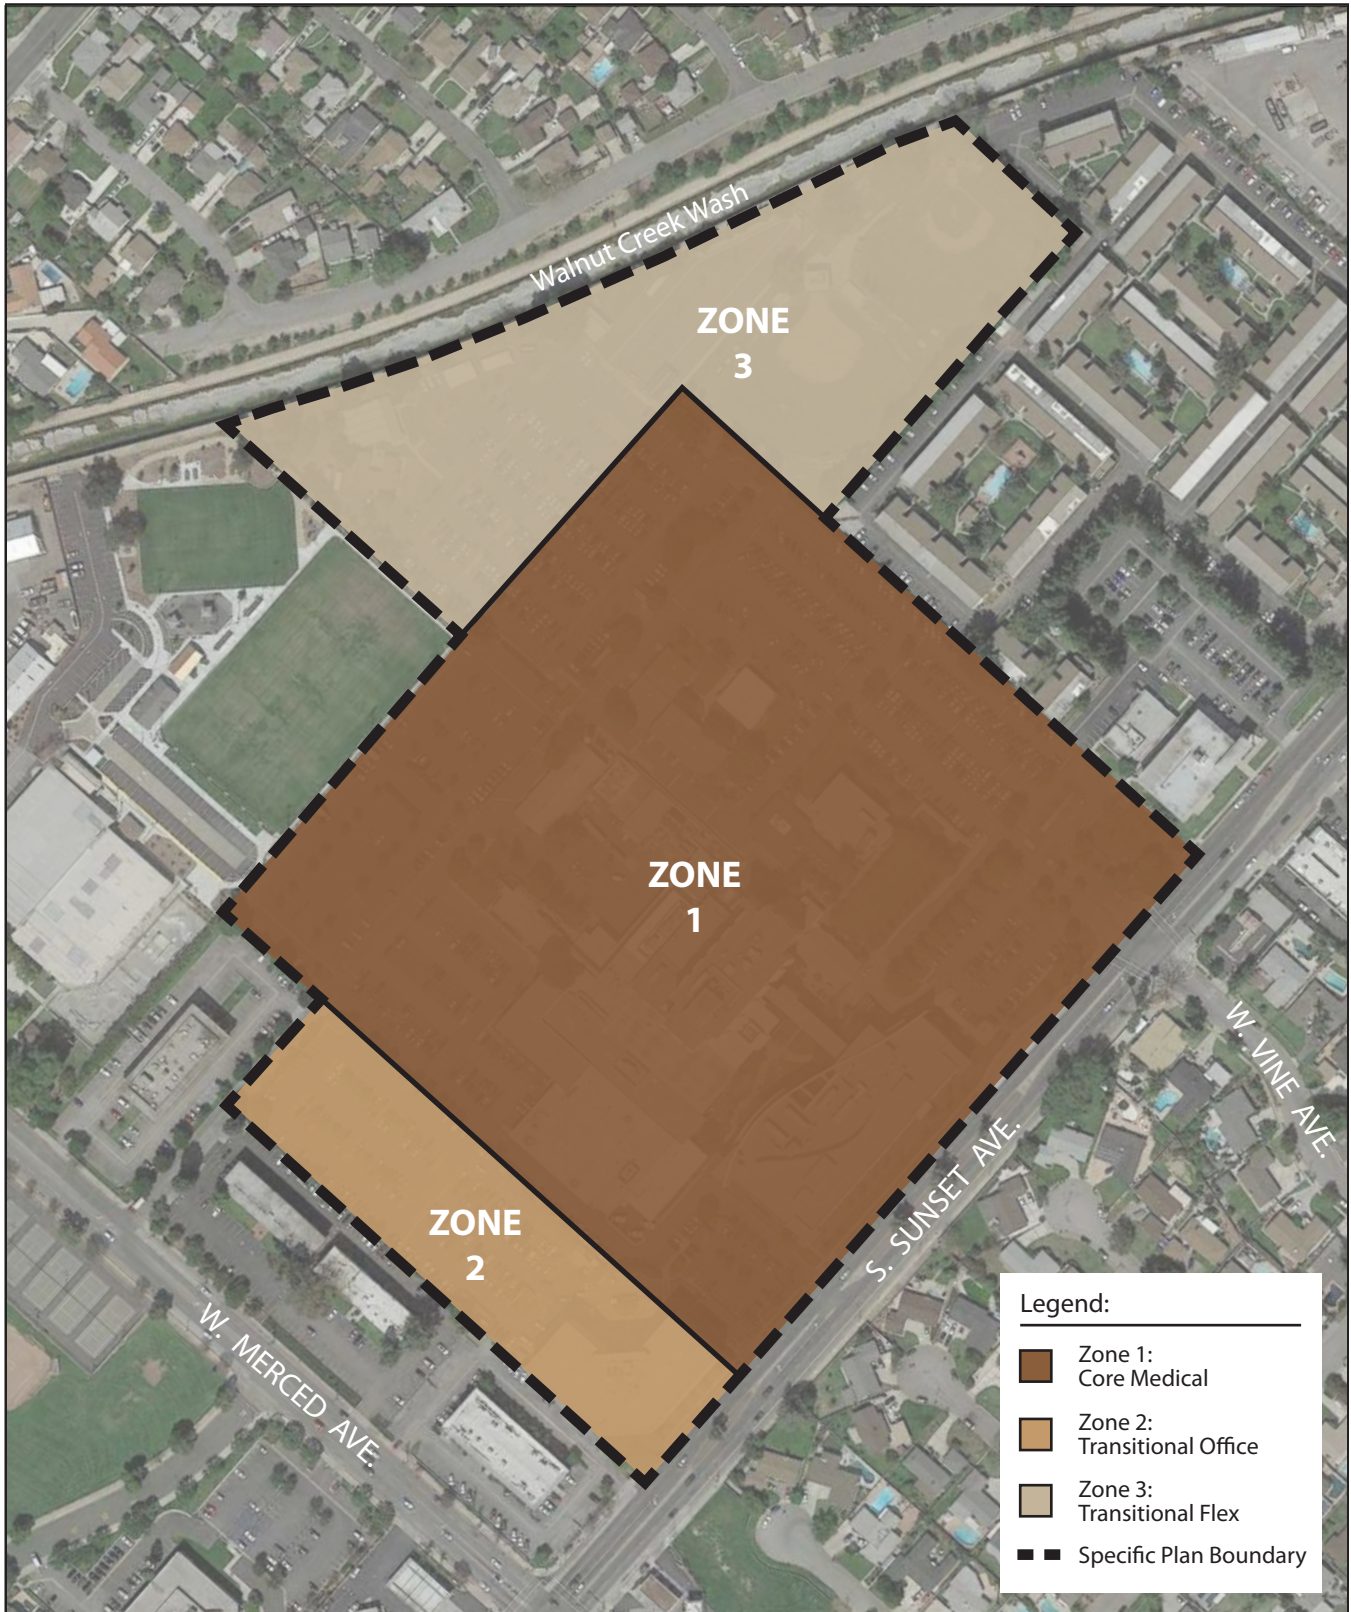 Walnut Creek Wash
ZONE
3
ZONE
1
W. VINE AVE.
S. SUNSET AVE.
ZONE
2
W. MERCED AVE.
Legend:
Zone 1:
Core Medical
Zone 2:
Transitional Office
Zone 3:
Transitional Flex
Specific Plan Boundary